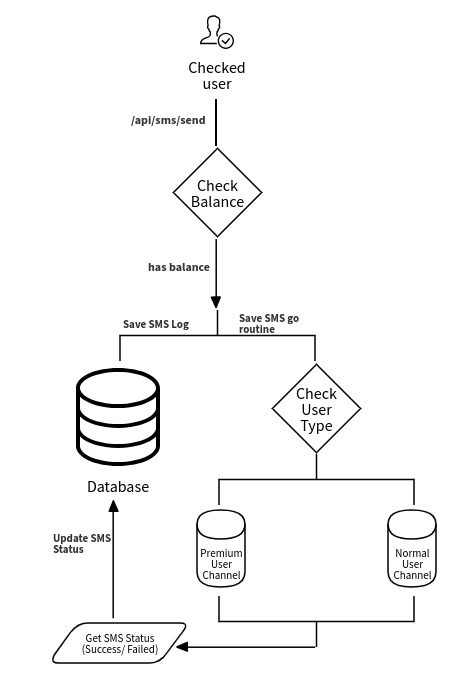 Checked
user
/api/sms/send
Check
Balance
has balance
Save SMS Log
Save SMS go
routine
Check
User
Type
Database
Premium
User
Channel
Normal
User
Channel
Update SMS
Status
Get SMS Status
(Success/ Failed)